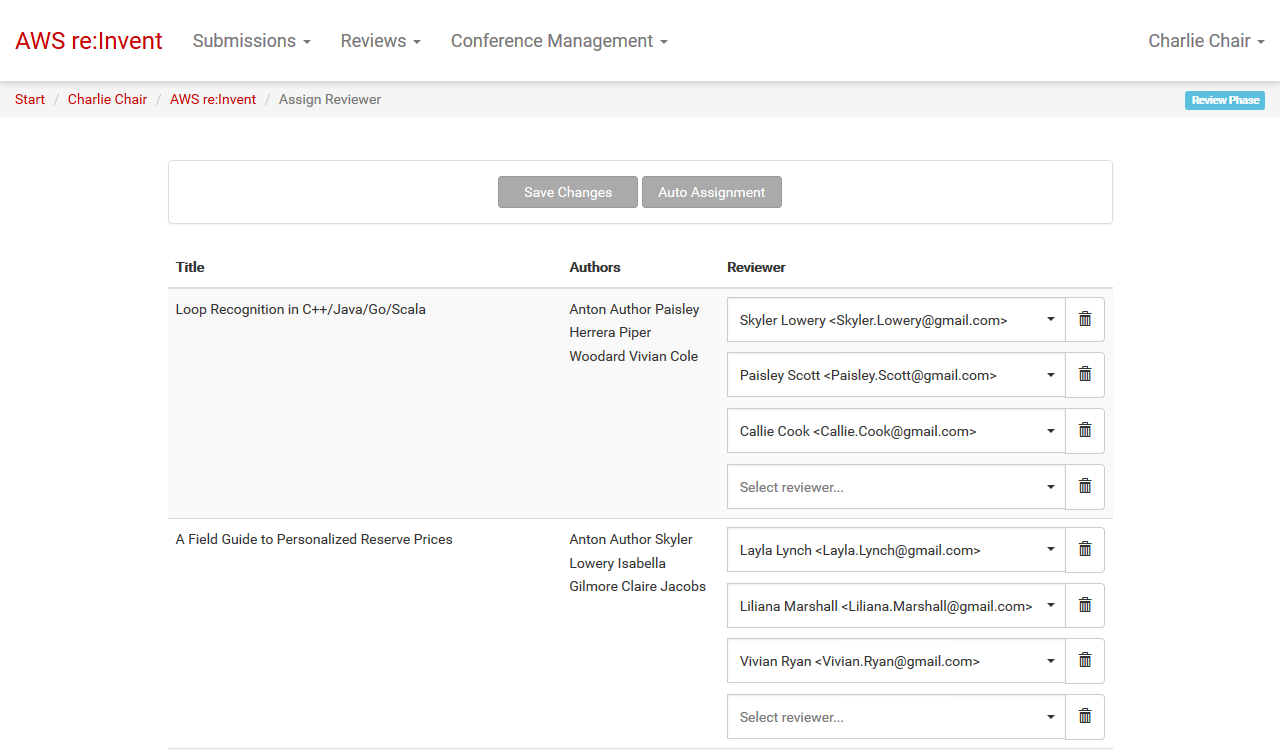 AWS re:Invent Submissions Reviews Conference Management Charlie Chair
Start / Charlie Chair / AWS re:Invent / Assign Reviewer Review Phase
Save Changes Auto Assignment
Title Authors Reviewer
Loop Recognition in C++/Java/Go/Scala
Anton Author Paisley
Herrera Piper
Woodard Vivian Cole
Skyler Lowery <Skyler.Lowery@gmail.com>
Paisley Scott <Paisley.Scott@gmail.com>
Callie Cook <Callie.Cook@gmail.com>
Select reviewer...
A Field Guide to Personalized Reserve Prices
Anton Author Skyler
Lowery Isabella
Gilmore Claire Jacobs
Layla Lynch <Layla.Lynch@gmail.com>
Liliana Marshall <Liliana.Marshall@gmail.com>
Vivian Ryan <Vivian.Ryan@gmail.com>
Select reviewer...